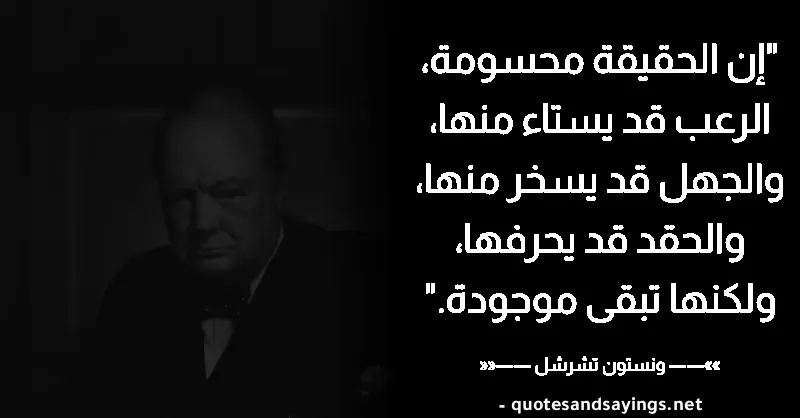 "إن الحقيقة محسومة،
الرعب قد يستاء منها،
والجهل قد يسخر منها،
والحقد قد يحرفها،
ولكنها تبقى موجودة."
»—— ونستون تشرشل ——«
- quotesandsayings.net